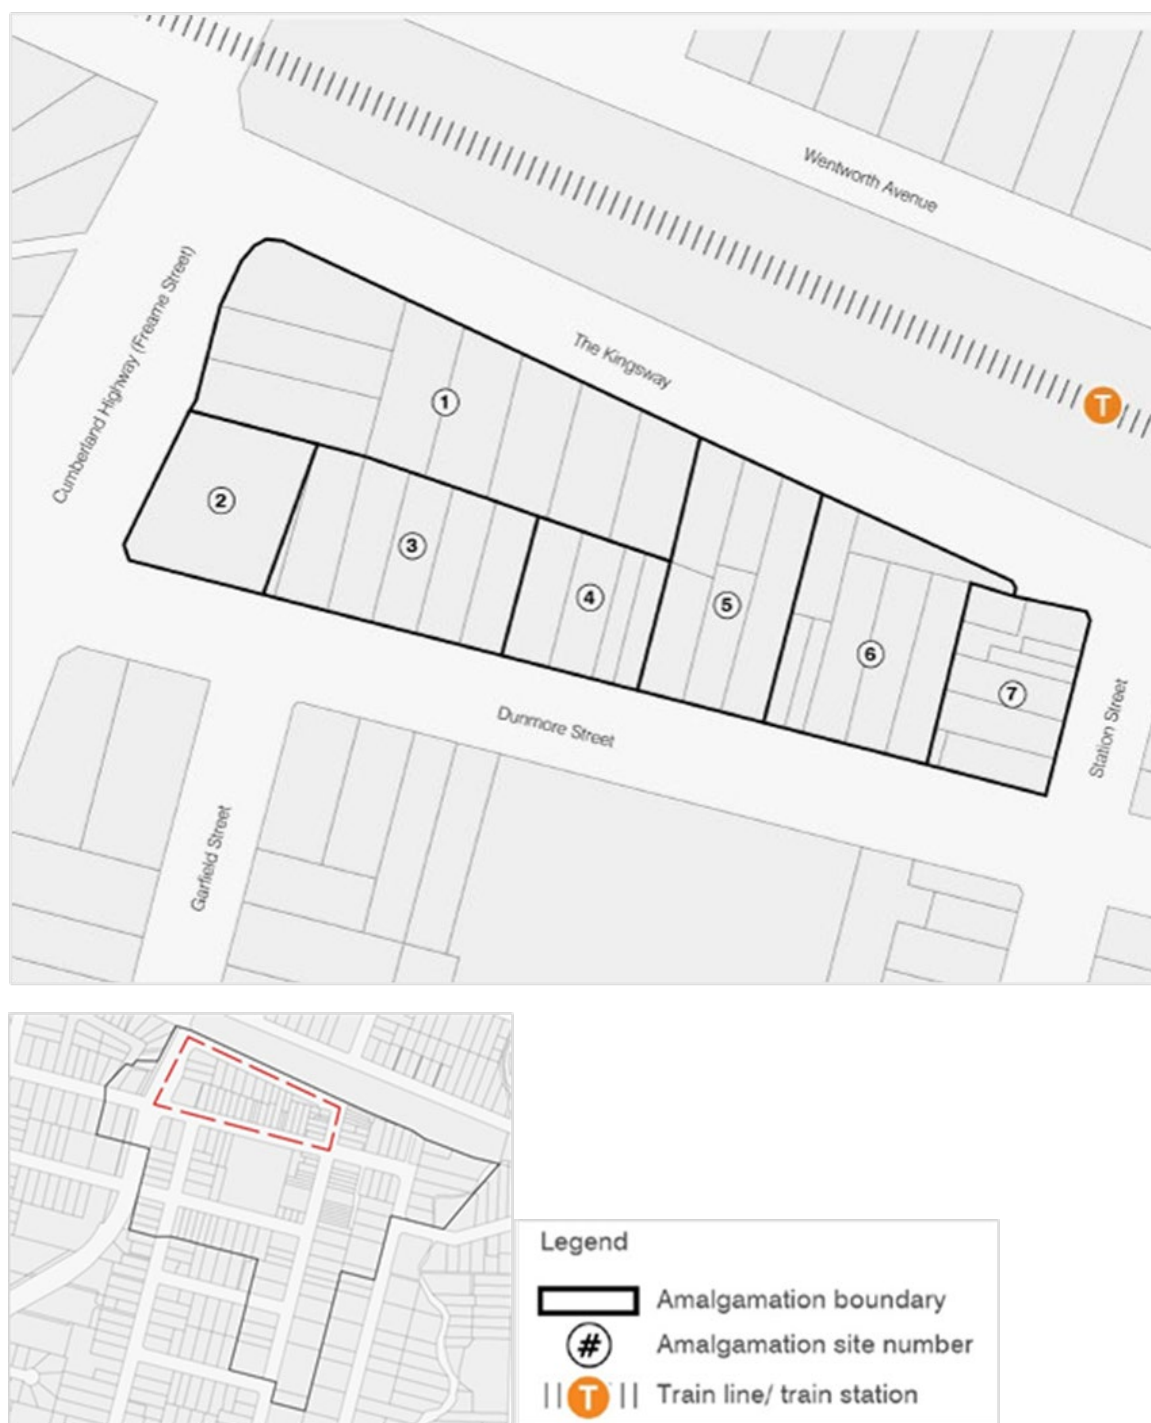 Wentworth Avenue
Cumberland Highway (Freame Street)
The Kingsway
T
1
2
3
4
5
6
7
Dunmore Street
Station Street
Garfield Street
Legend
Amalgamation boundary
# Amalgamation site number
T Train line/ train station